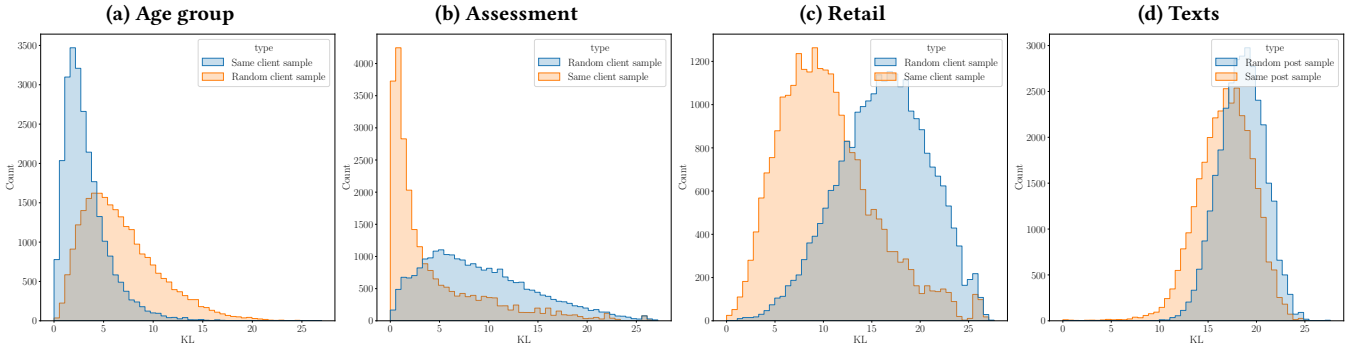 (a) Age group
3500
3000
2500
2000
1500
1000
500
0
Count
0 5 10 15 20 25
KL
type
Same client sample
Random client sample
(b) Assessment
4000
3500
3000
2500
2000
1500
1000
500
0
Count
0 5 10 15 20 25
KL
type
Random client sample
Same client sample
(c) Retail
1200
1000
800
600
400
200
0
Count
0 5 10 15 20 25
KL
type
Random client sample
Same client sample
(d) Texts
3000
2500
2000
1500
1000
500
0
Count
0 5 10 15 20 25
KL
type
Random post sample
Same post sample